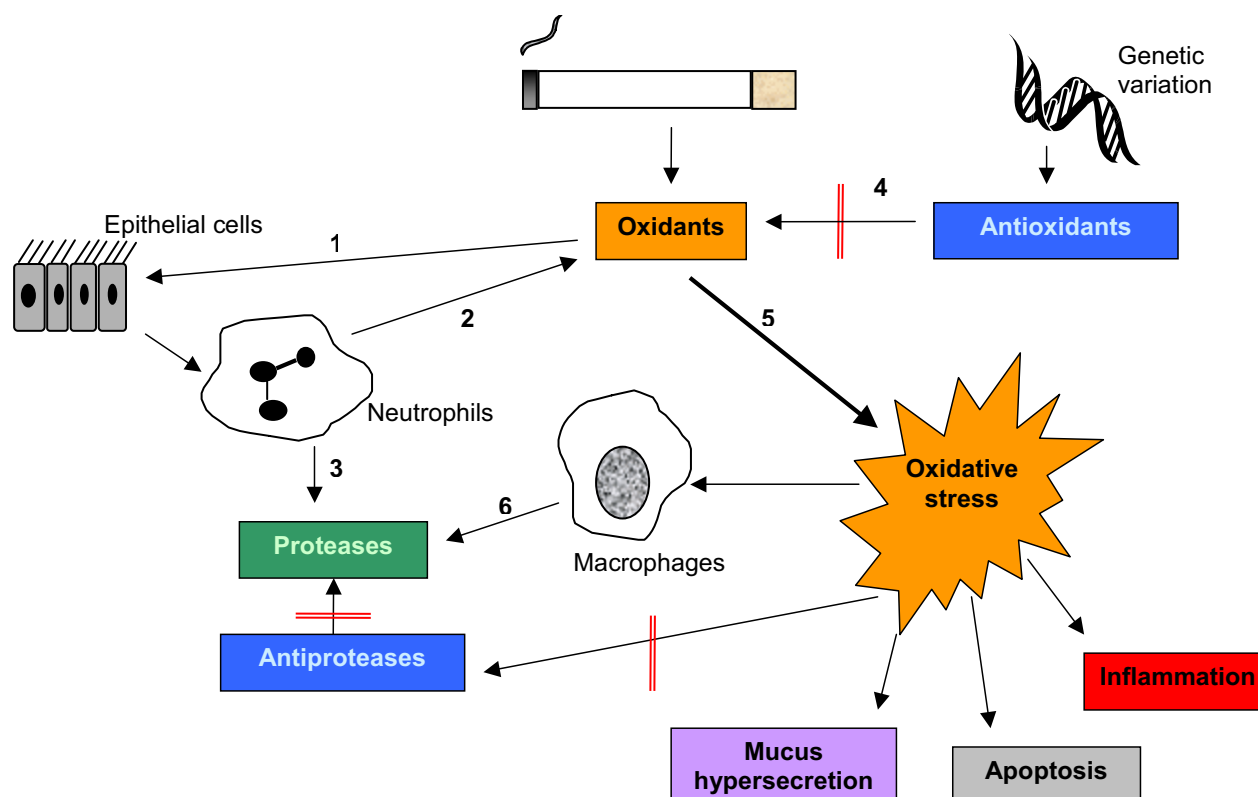 Genetic
variation
4
Oxidants
Antioxidants
Epithelial cells
1
2
5
Neutrophils
3
Oxidative
stress
6
Proteases
Macrophages
Antiproteases
Inflammation
Mucus
hypersecretion
Apoptosis